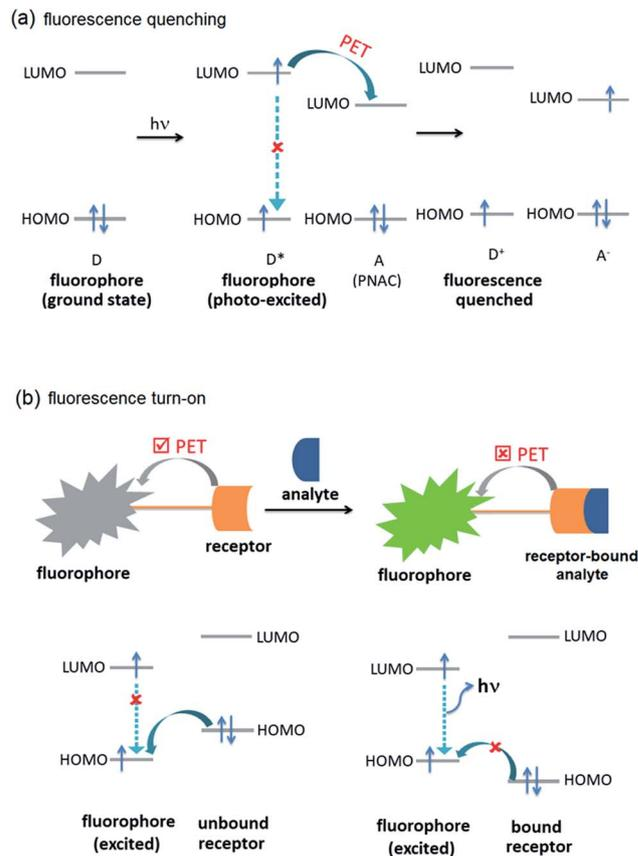 (a) fluorescence quenching
PET
LUMO
LUMO
LUMO
LUMO
LUMO
hν
HOMO
HOMO
HOMO
HOMO
HOMO
D
D*
A
D⁺
A⁻
fluorophore
(ground state)
fluorophore
(photo-excited)
(PNAC)
fluorescence
quenched
(b) fluorescence turn-on
PET
PET
analyte
receptor
fluorophore
fluorophore
receptor-bound
analyte
LUMO
LUMO
LUMO
LUMO
hν
HOMO
HOMO
HOMO
HOMO
fluorophore
(excited)
unbound
receptor
fluorophore
(excited)
bound
receptor